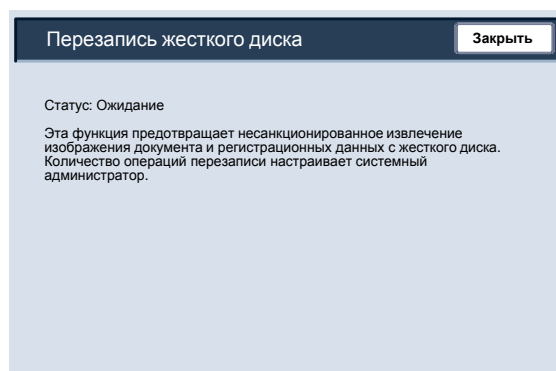 Перезапись жесткого диска
Закрыть
Статус: Ожидание
Эта функция предотвращает несанкционированное извлечение
изображения документа и регистрационных данных с жесткого диска.
Количество операций перезаписи настраивает системный
администратор.